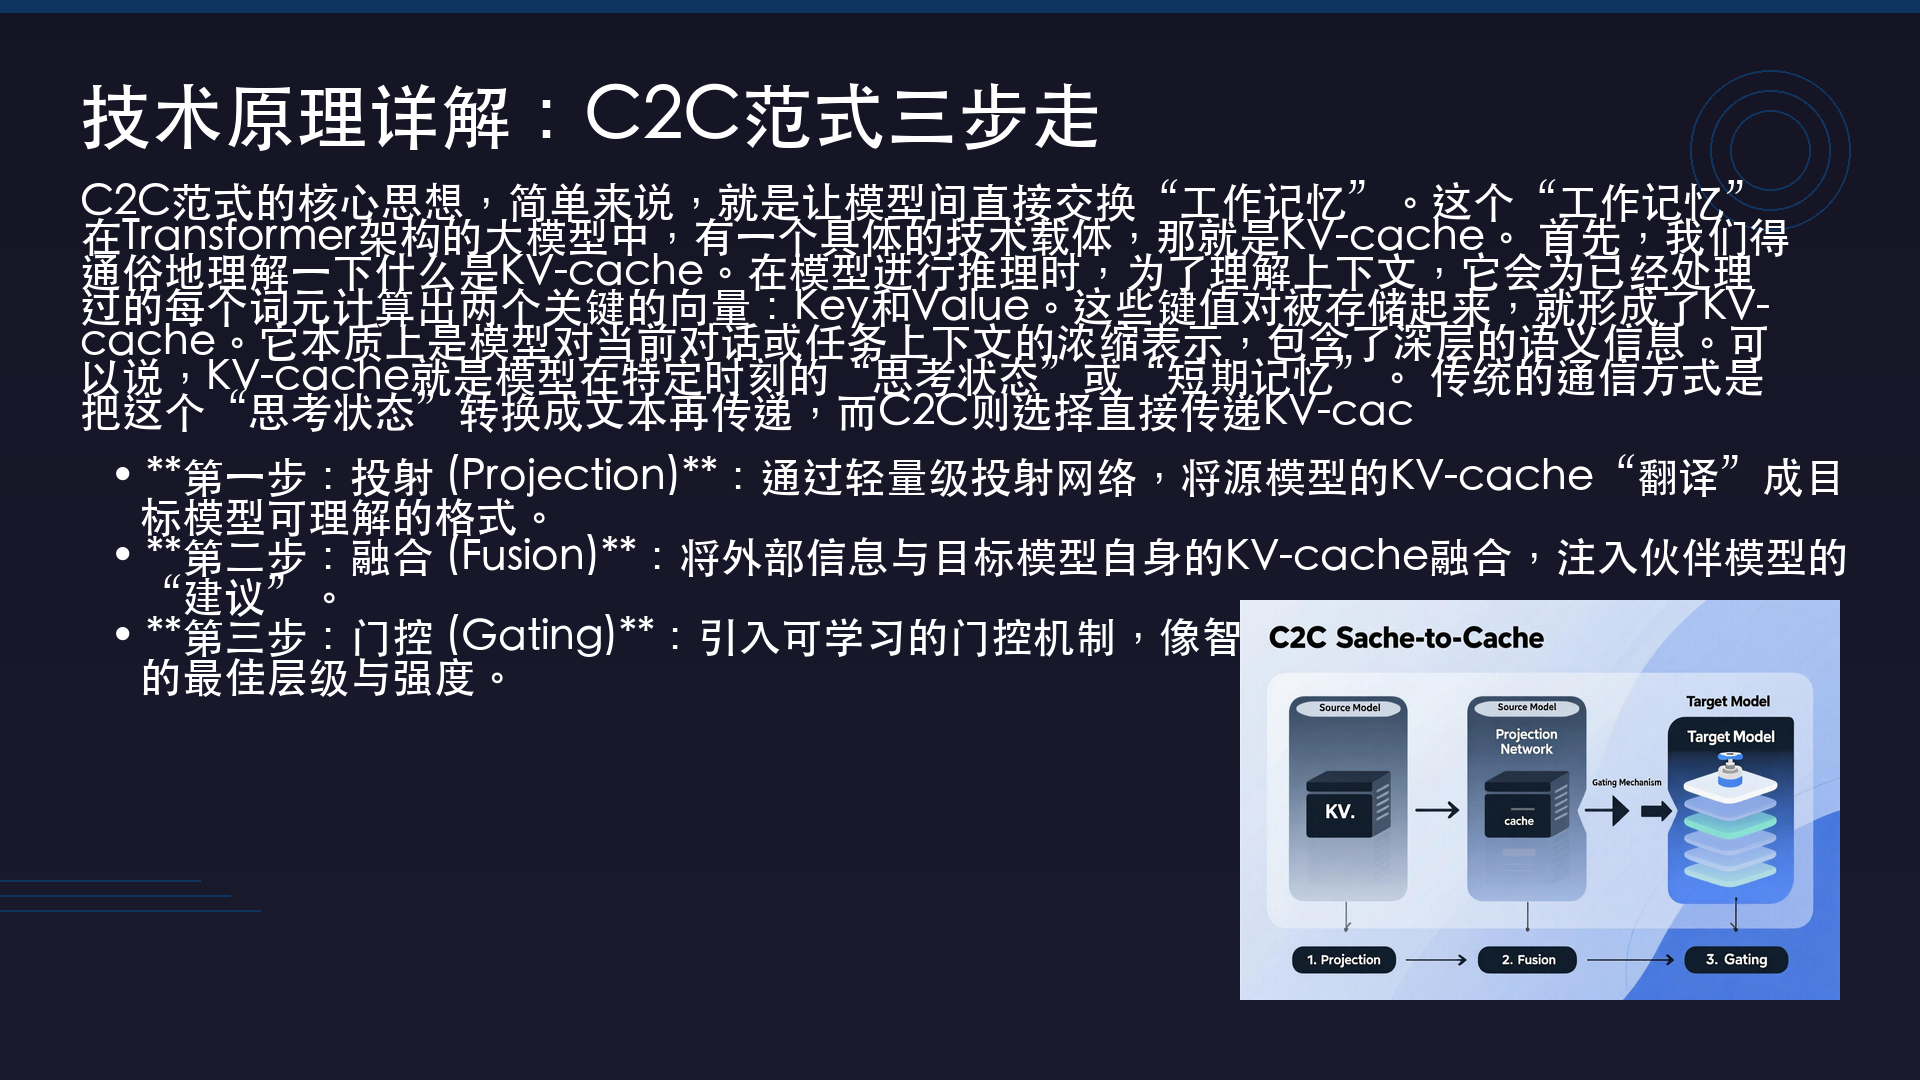 技术原理详解：C2C范式三步走
C2C范式的核心思想，简单来说，就是让模型间直接交换“工作记忆”。这个“工作记忆”
在Transformer架构的大模型中，有一个具体的技术载体，那就是KV-cache。 首先，我们得
通俗地理解一下什么是KV-cache。在模型进行推理时，为了理解上下文，它会为已经处理
过的每个词元计算出两个关键的向量：Key和Value。这些键值对被存储起来，就形成了KV-
cache。它本质上是模型对当前对话或任务上下文的浓缩表示，包含了深层的语义信息。可
以说，KV-cache就是模型在特定时刻的“思考状态”或“短期记忆”。 传统的通信方式是
把这个“思考状态”转换成文本再传递，而C2C则选择直接传递KV-cac
• **第一步：投射 (Projection)**：通过轻量级投射网络，将源模型的KV-cache“翻译”成目
标模型可理解的格式。
• **第二步：融合 (Fusion)**：将外部信息与目标模型自身的KV-cache融合，注入伙伴模型的
“建议”。
• **第三步：门控 (Gating)**：引入可学习的门控机制，像智
的最佳层级与强度。
C2C Sache-to-Cache
Source Model
Source Model
Target Model
Projection
Network
Target Model
Gating Mechanism
KV.
cache
1. Projection
2. Fusion
3. Gating